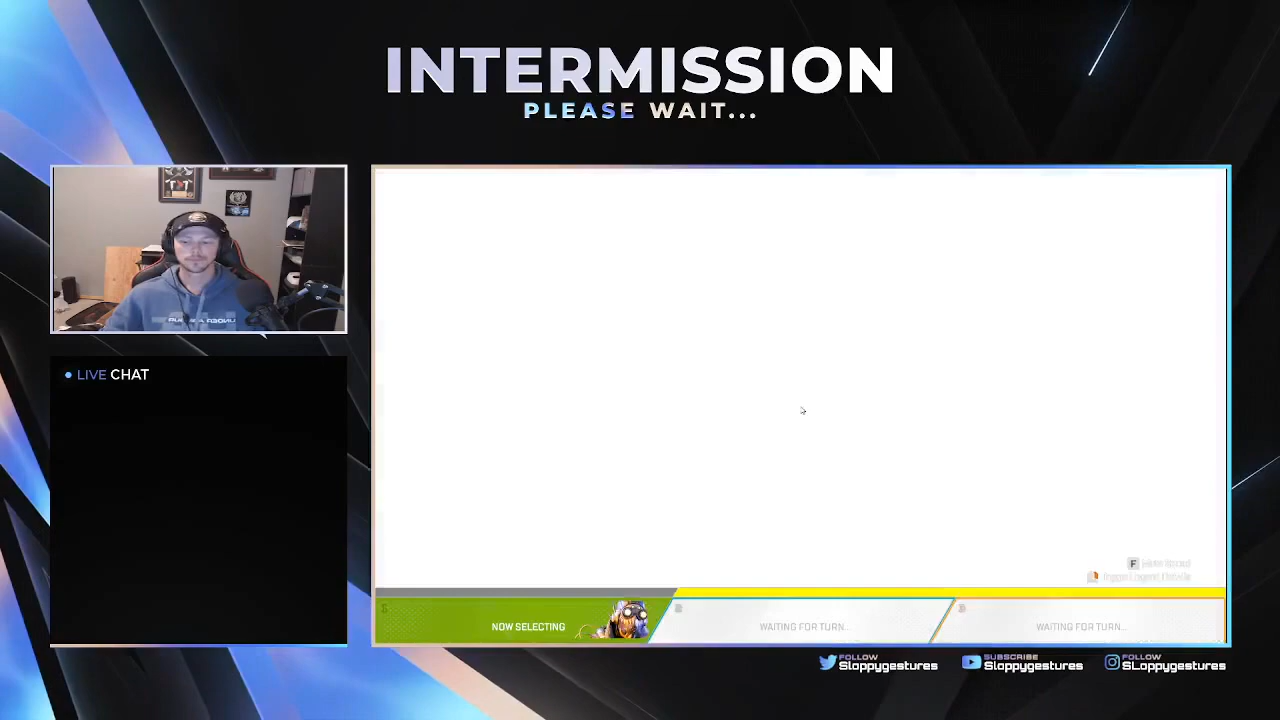 INTERMISSION
PLEASE WAIT...
LIVE CHAT
F
NOW SELECTING
WAITING FOR TURN...
WAITING FOR TURN...
FOLLOW
Sloppygestures
SUBSCRIBE
Sloppygestures
FOLLOW
SLoppygestures